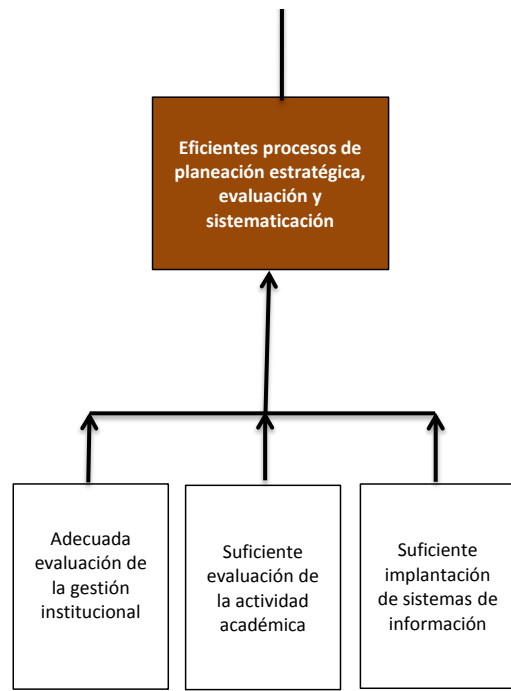 Eficientes procesos de
planeación estratégica,
evaluación y
sistematicación
Adecuada
evaluación de
la gestión
institucional
Suficiente
evaluación de
la actividad
académica
Suficiente
implantación
de sistemas de
información